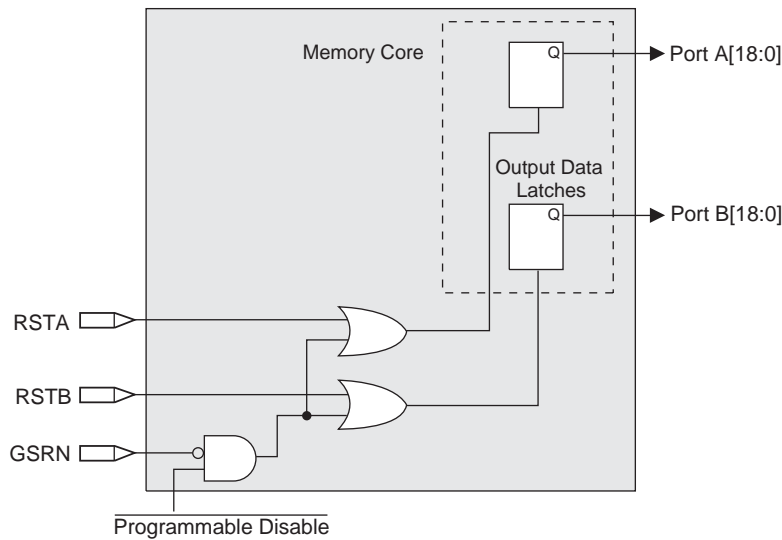 Memory Core
Q
Port A[18:0]
Output Data
Latches
Q
Port B[18:0]
RSTA
RSTB
GSRN
Programmable Disable